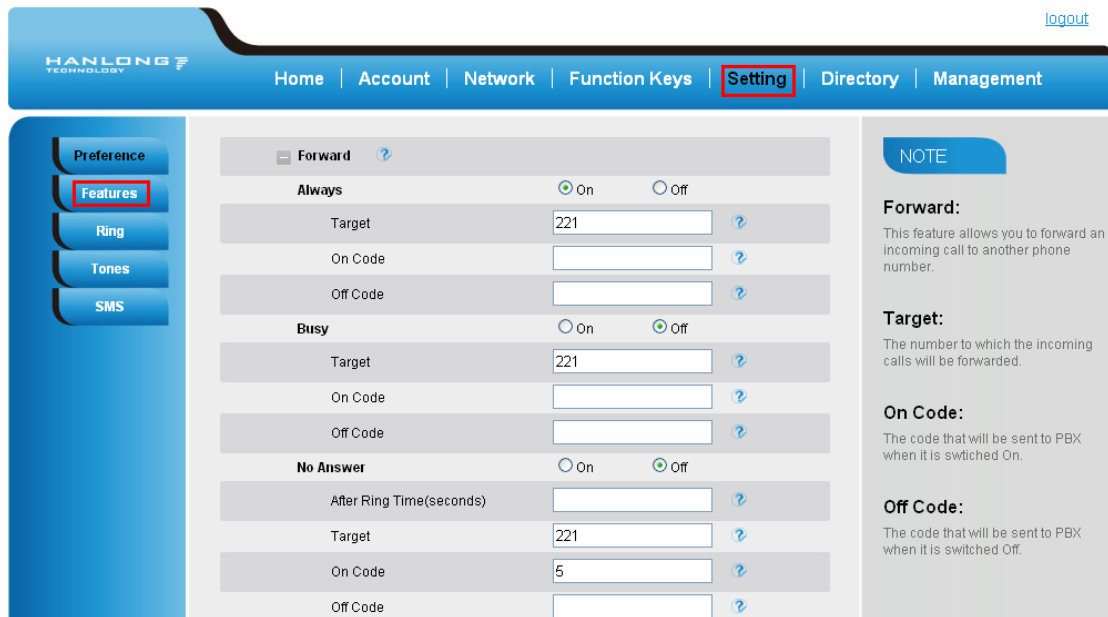 logout
HANLONG
TECHNOLOGY
Home | Account | Network | Function Keys | Setting | Directory | Management
Preference
Features
Ring
Tones
SMS
Forward
Always On Off
Target 221
On Code
Off Code
Busy On Off
Target 221
On Code
Off Code
No Answer On Off
After Ring Time(seconds)
Target 221
On Code 5
Off Code
NOTE
Forward:
This feature allows you to forward an
incoming call to another phone
number.
Target:
The number to which the incoming
calls will be forwarded.
On Code:
The code that will be sent to PBX
when it is swtiched On.
Off Code:
The code that will be sent to PBX
when it is switched Off.